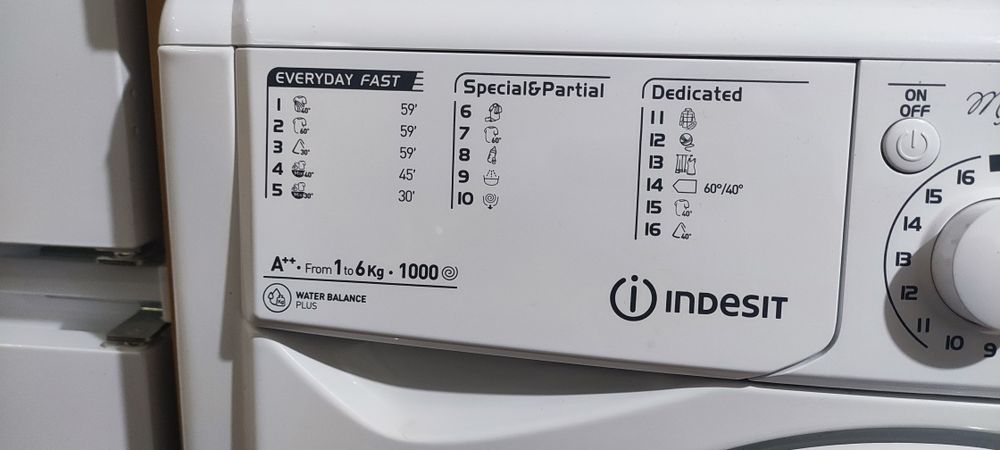 EVERYDAY FAST
1 40° 59'
2 60° 59'
3 30° 59'
4 40° 45'
5 30° 30'
Special&Partial
6
7 60°
8
9
10
Dedicated
11
12
13
14 60°/40°
15 40°
16 40°
A++ • From 1 to 6 Kg • 1000
WATER BALANCE
PLUS
INDESIT
ON
OFF
16
15
14
13
12
11
10
9